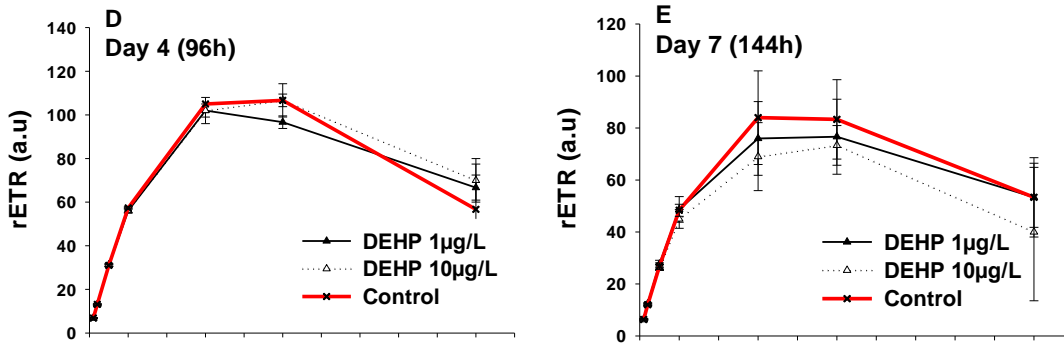 D
Day 4 (96h)
140
120
100
80
60
40
20
0
rETR (a.u)
DEHP 1µg/L
DEHP 10µg/L
Control
E
Day 7 (144h)
120
100
80
60
40
20
0
rETR (a.u)
DEHP 1µg/L
DEHP 10µg/L
Control